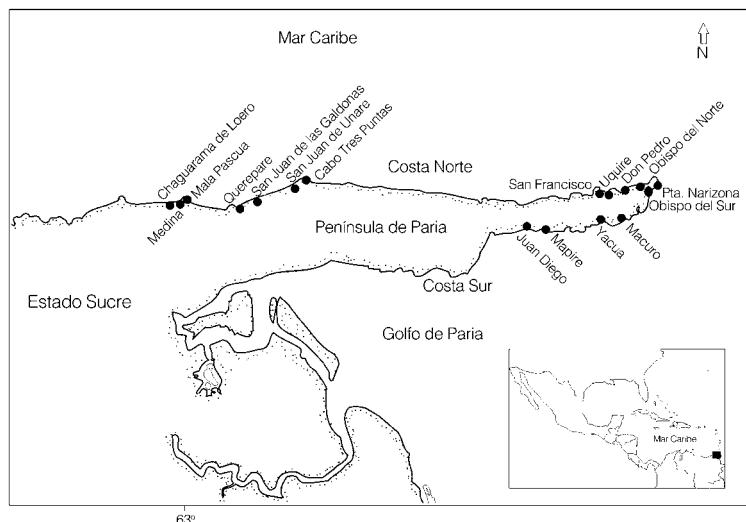 Mar Caribe
N
Chaguarama de Loero
Medina
Mala Pascua
Querepare
San Juan de las Galdonas
San Juan de Unare
Cabo Tres Puntas
Costa Norte
San Francisco
Uquire
Don Pedro
Obispo del Norte
Pta. Narizona
Obispo del Sur
Península de Paria
Juan Diego
Mapire
Yacua
Macuro
Costa Sur
Estado Sucre
Golfo de Paria
Mar Caribe
63º